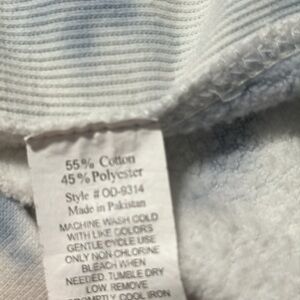 55% Cotton
45% Polyester
Style # OD-9314
Made in Pakistan
MACHINE WASH COLD
WITH LIKE COLORS
GENTLE CYCLE USE
ONLY NON-CHLORINE
BLEACH WHEN
NEEDED. TUMBLE DRY
LOW. REMOVE
PROMPTLY COOL IRON